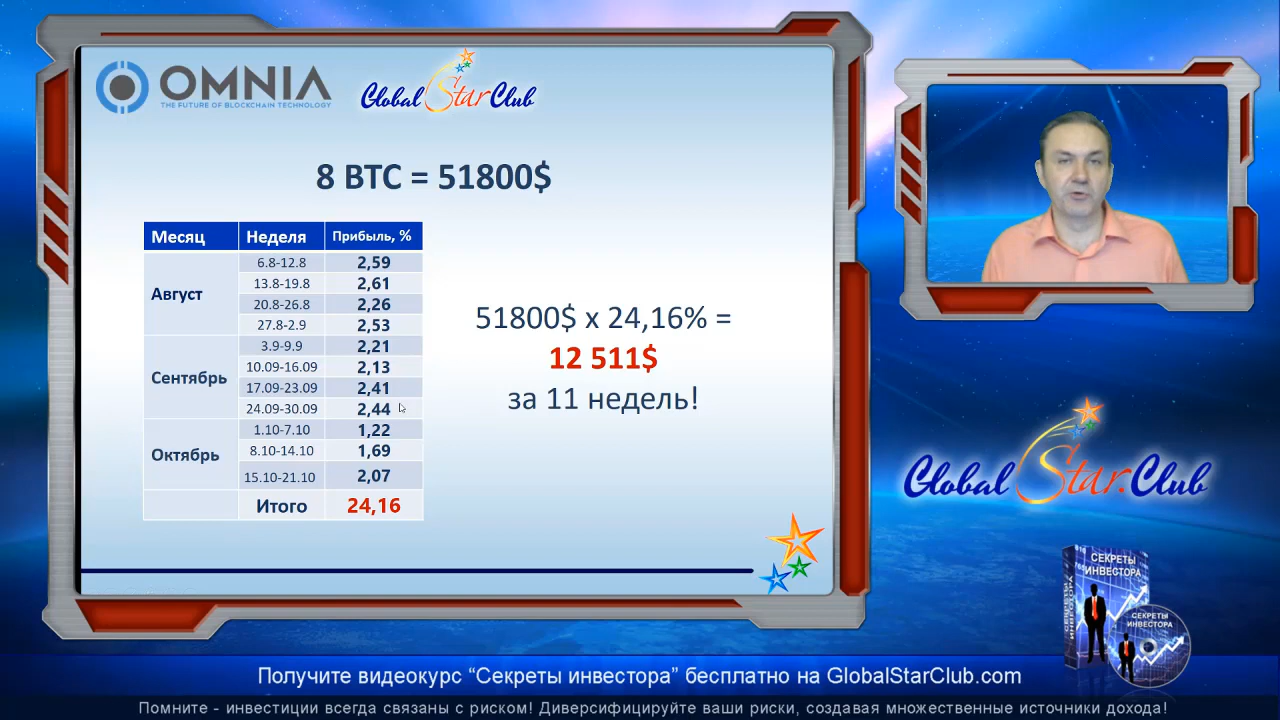 OMNIA
THE FUTURE OF BLOCKCHAIN TECHNOLOGY
Global Star Club
8 BTC = 51800$
Месяц Неделя Прибыль, %
Август 6.8-12.8 2,59
13.8-19.8 2,61
20.8-26.8 2,26
27.8-2.9 2,53
Сентябрь 3.9-9.9 2,21
10.09-16.09 2,13
17.09-23.09 2,41
24.09-30.09 2,44
Октябрь 1.10-7.10 1,22
8.10-14.10 1,69
15.10-21.10 2,07
Итого 24,16
51800$ x 24,16% =
12 511$
за 11 недель!
Global Star.Club
СЕКРЕТЫ
ИНВЕСТОРА
СЕКРЕТЫ ИНВЕСТОРА
СЕКРЕТЫ
ИНВЕСТОРА
Получите видеокурс “Секреты инвестора” бесплатно на GlobalStarClub.com
Помните - инвестиции всегда связаны с риском! Диверсифицируйте ваши риски, создавая множественные источники дохода!